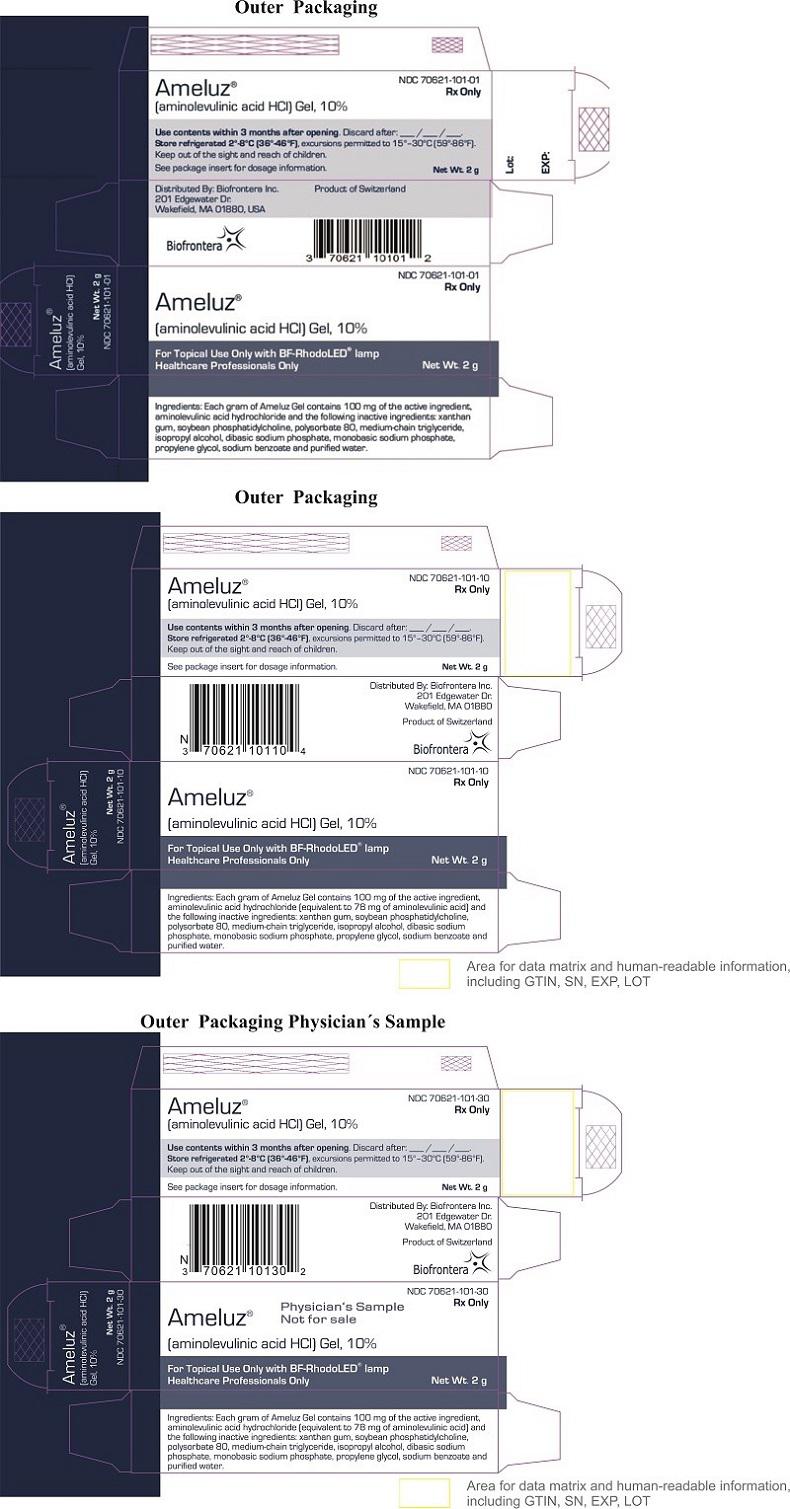 Outer Packaging
Ameluz®
NDC 70621-101-01
Rx Only
(aminolevulinic acid HCl) Gel, 10%
Use contents within 3 months after opening. Discard after: ___ / ___ / ___.
Store refrigerated 2°-8°C (36°-46°F), excursions permitted to 15°-30°C (59°-86°F).
Keep out of the sight and reach of children.
See package insert for dosage information.
Net Wt. 2 g
Lot:
EXP:
Distributed By: Biofrontera Inc.
201 Edgewater Dr.
Wakefield, MA 01880, USA
Product of Switzerland
Biofrontera
3 70621 10101 2
NDC 70621-101-01
Rx Only
Ameluz®
(aminolevulinic acid HCl) Gel, 10%
For Topical Use Only with BF-RhodoLED® lamp
Healthcare Professionals Only
Net Wt. 2 g
Ameluz®
(aminolevulinic acid HCl)
Gel, 10%
Net Wt. 2 g
NDC 70621-101-01
Ingredients: Each gram of Ameluz Gel contains 100 mg of the active ingredient,
aminolevulinic acid hydrochloride and the following inactive ingredients: xanthan
gum, soybean phosphatidylcholine, polysorbate 80, medium-chain triglyceride,
isopropyl alcohol, dibasic sodium phosphate, monobasic sodium phosphate,
propylene glycol, sodium benzoate and purified water.
Outer Packaging
Ameluz®
NDC 70621-101-10
Rx Only
(aminolevulinic acid HCl) Gel, 10%
Use contents within 3 months after opening. Discard after: ___ / ___ / ___.
Store refrigerated 2°-8°C (36°-46°F), excursions permitted to 15°-30°C (59°-86°F).
Keep out of the sight and reach of children.
See package insert for dosage information.
Net Wt. 2 g
Distributed By: Biofrontera Inc.
201 Edgewater Dr.
Wakefield, MA 01880
Product of Switzerland
Biofrontera
N
3 70621 10110 4
NDC 70621-101-10
Rx Only
Ameluz®
(aminolevulinic acid HCl) Gel, 10%
For Topical Use Only with BF-RhodoLED® lamp
Healthcare Professionals Only
Net Wt. 2 g
Ameluz®
(aminolevulinic acid HCl)
Gel, 10%
Net Wt. 2 g
NDC 70621-101-10
Ingredients: Each gram of Ameluz Gel contains 100 mg of the active ingredient,
aminolevulinic acid hydrochloride (equivalent to 78 mg of aminolevulinic acid) and
the following inactive ingredients: xanthan gum, soybean phosphatidylcholine,
polysorbate 80, medium-chain triglyceride, isopropyl alcohol, dibasic sodium
phosphate, monobasic sodium phosphate, propylene glycol, sodium benzoate and
purified water.
Area for data matrix and human-readable information,
including GTIN, SN, EXP, LOT
Outer Packaging Physician´s Sample
Ameluz®
NDC 70621-101-30
Rx Only
(aminolevulinic acid HCl) Gel, 10%
Use contents within 3 months after opening. Discard after: ___ / ___ / ___.
Store refrigerated 2°-8°C (36°-46°F), excursions permitted to 15°-30°C (59°-86°F).
Keep out of the sight and reach of children.
See package insert for dosage information.
Net Wt. 2 g
Distributed By: Biofrontera Inc.
201 Edgewater Dr.
Wakefield, MA 01880
Product of Switzerland
Biofrontera
N
3 70621 10130 2
NDC 70621-101-30
Rx Only
Ameluz®
Physician's Sample
Not for sale
(aminolevulinic acid HCl) Gel, 10%
For Topical Use Only with BF-RhodoLED® lamp
Healthcare Professionals Only
Net Wt. 2 g
Ameluz®
(aminolevulinic acid HCl)
Gel, 10%
Net Wt. 2 g
NDC 70621-101-30
Ingredients: Each gram of Ameluz Gel contains 100 mg of the active ingredient,
aminolevulinic acid hydrochloride (equivalent to 78 mg of aminolevulinic acid) and
the following inactive ingredients: xanthan gum, soybean phosphatidylcholine,
polysorbate 80, medium-chain triglyceride, isopropyl alcohol, dibasic sodium
phosphate, monobasic sodium phosphate, propylene glycol, sodium benzoate and
purified water.
Area for data matrix and human-readable information,
including GTIN, SN, EXP, LOT